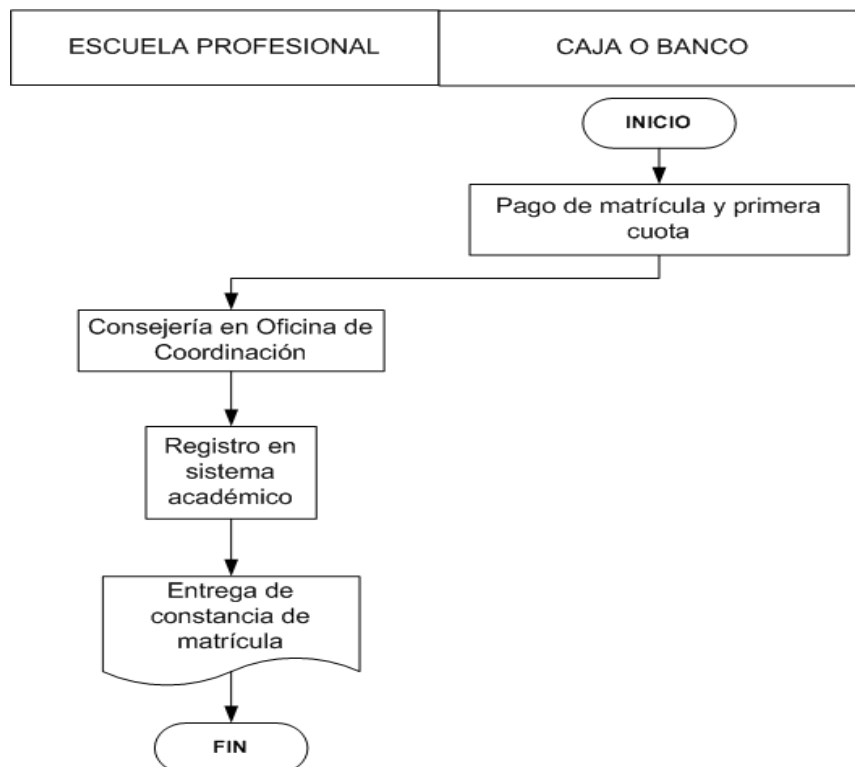 ESCUELA PROFESIONAL
CAJA O BANCO
INICIO
Pago de matrícula y primera
cuota
Consejería en Oficina de
Coordinación
Registro en
sistema
académico
Entrega de
constancia de
matrícula
FIN